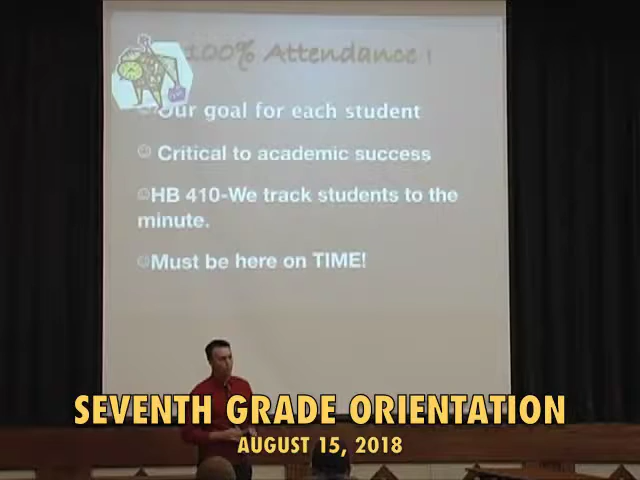 100% Attendance!
Our goal for each student
Critical to academic success
HB 410-We track students to the
minute.
Must be here on TIME!
SEVENTH GRADE ORIENTATION
AUGUST 15, 2018